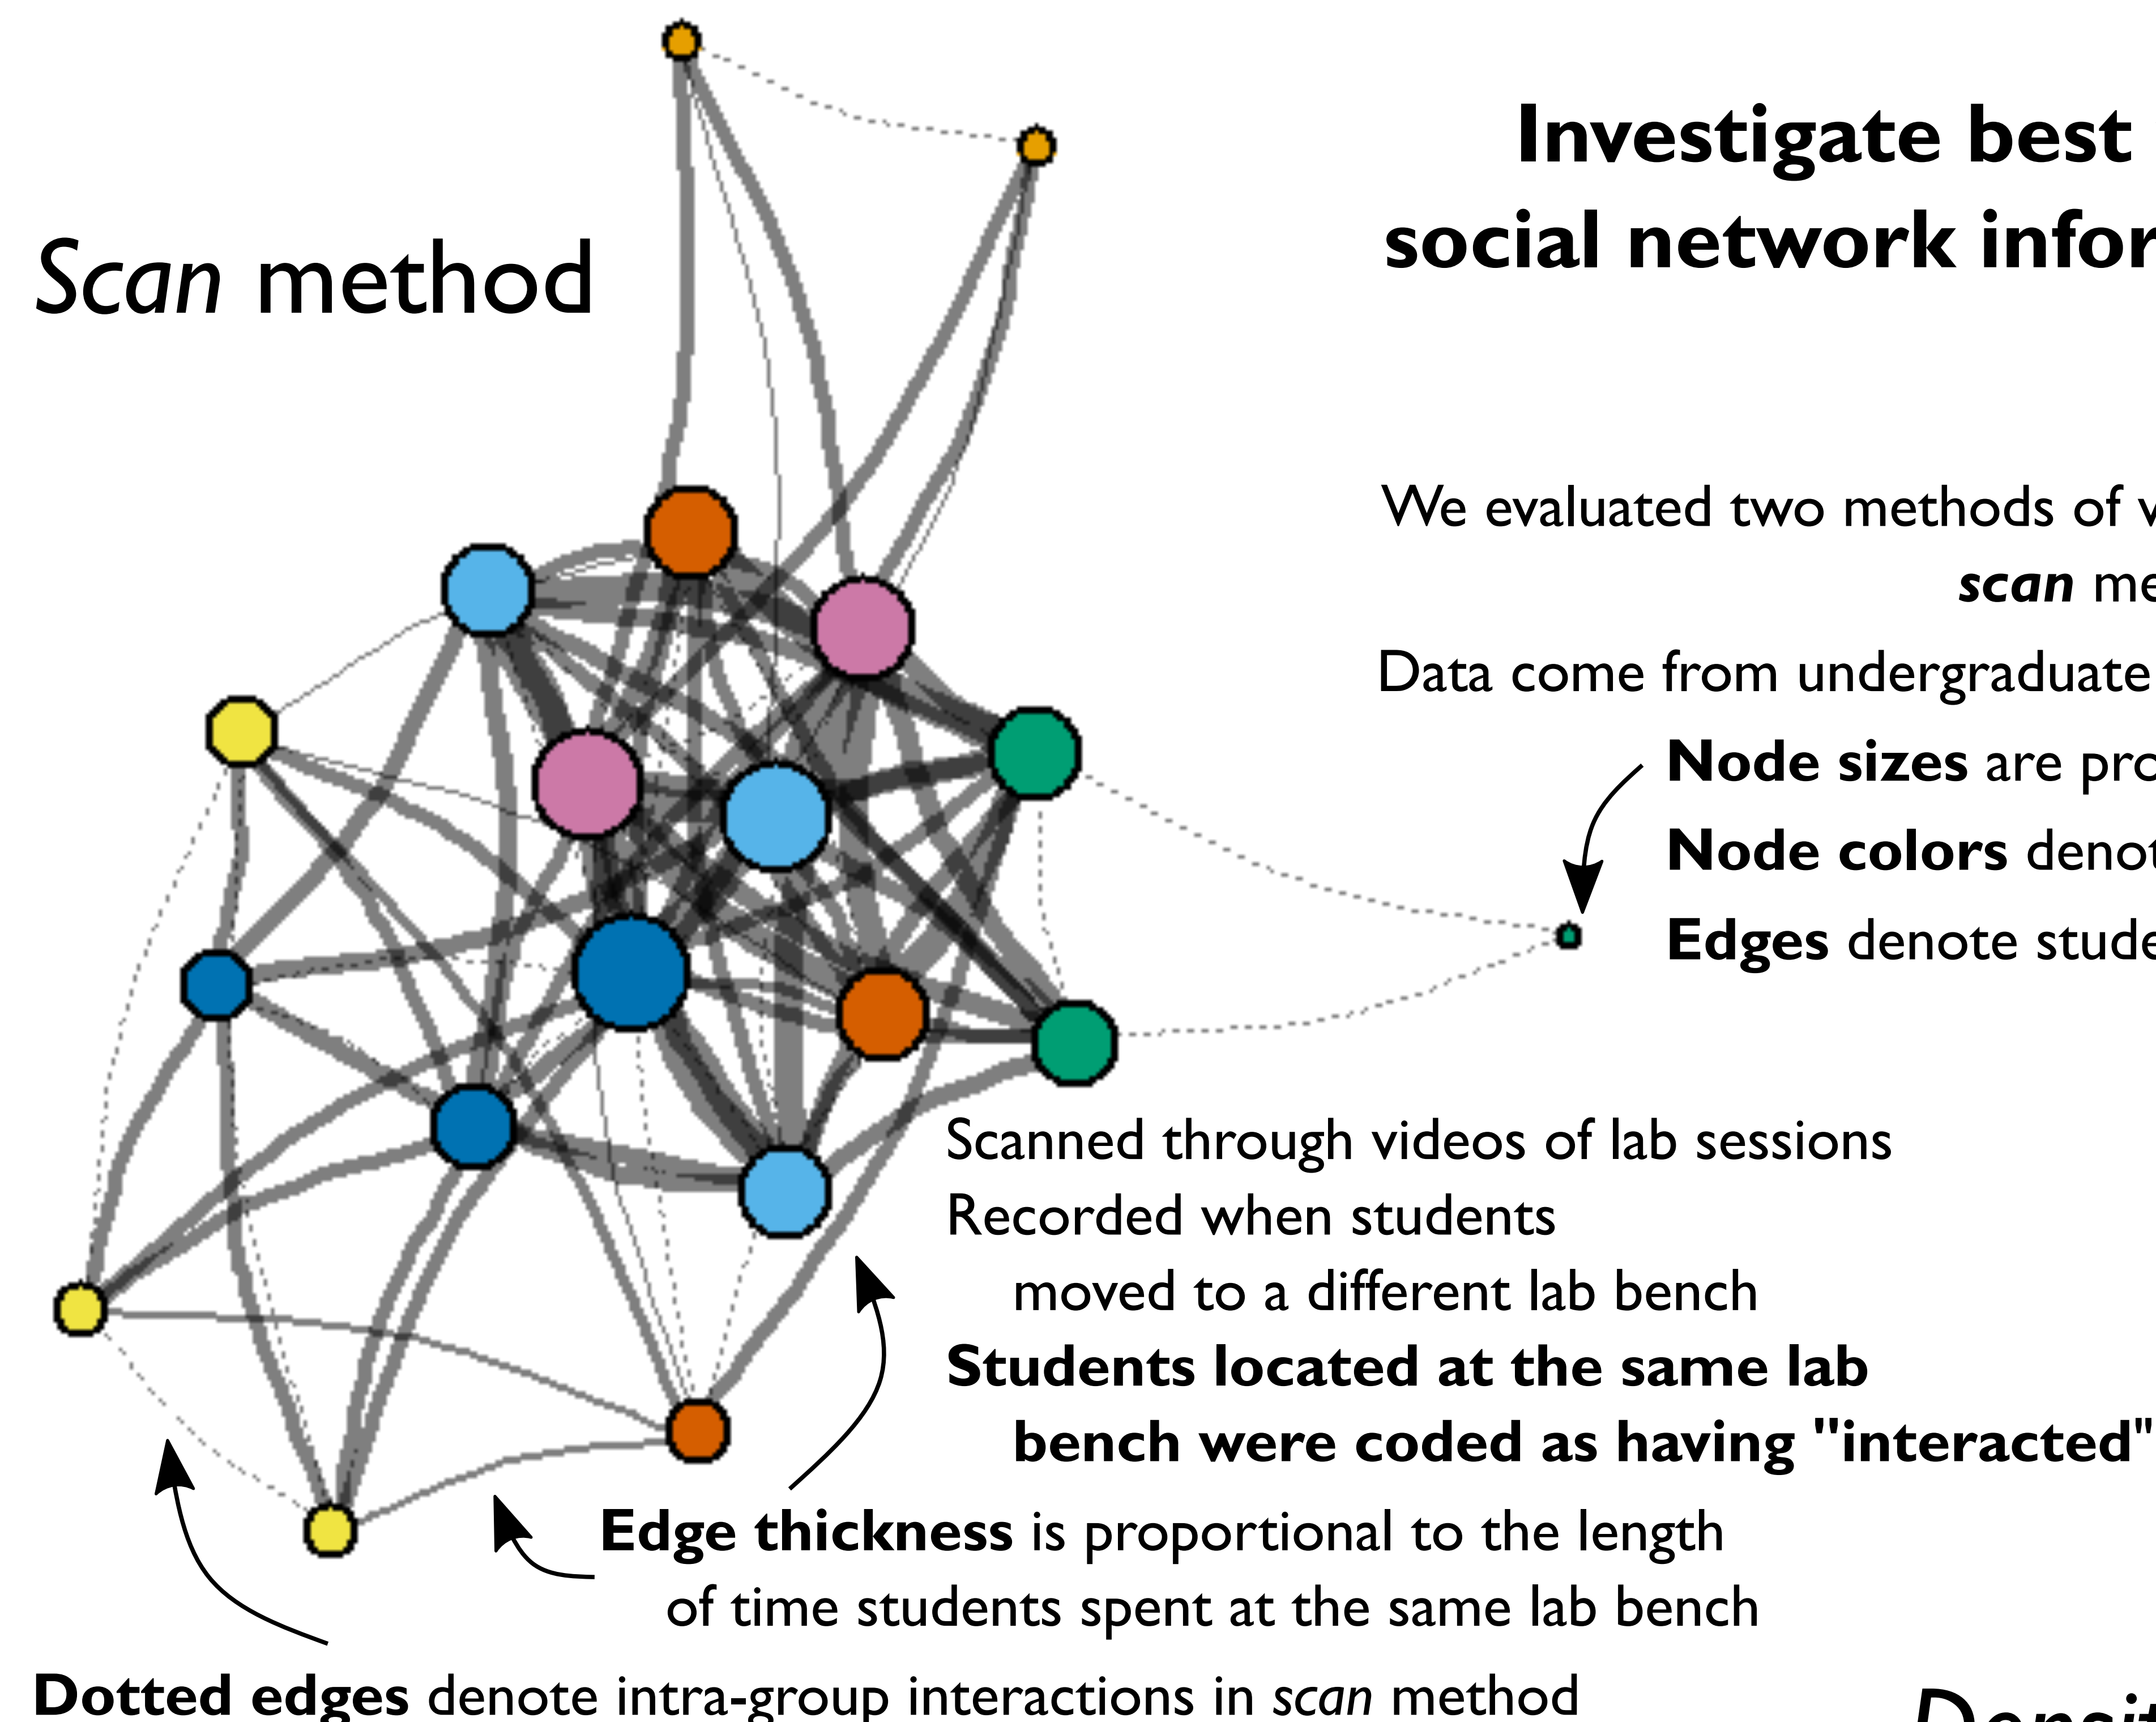 Investigate best
social network infor
Scan method
We evaluated two methods of v
scan me
Data come from undergraduate
Node sizes are pro
Node colors denot
Edges denote stude
Scanned through videos of lab sessions
Recorded when students
moved to a different lab bench
Students located at the same lab
bench were coded as having "interacted"
Edge thickness is proportional to the length
of time students spent at the same lab bench
Dotted edges denote intra-group interactions in scan method